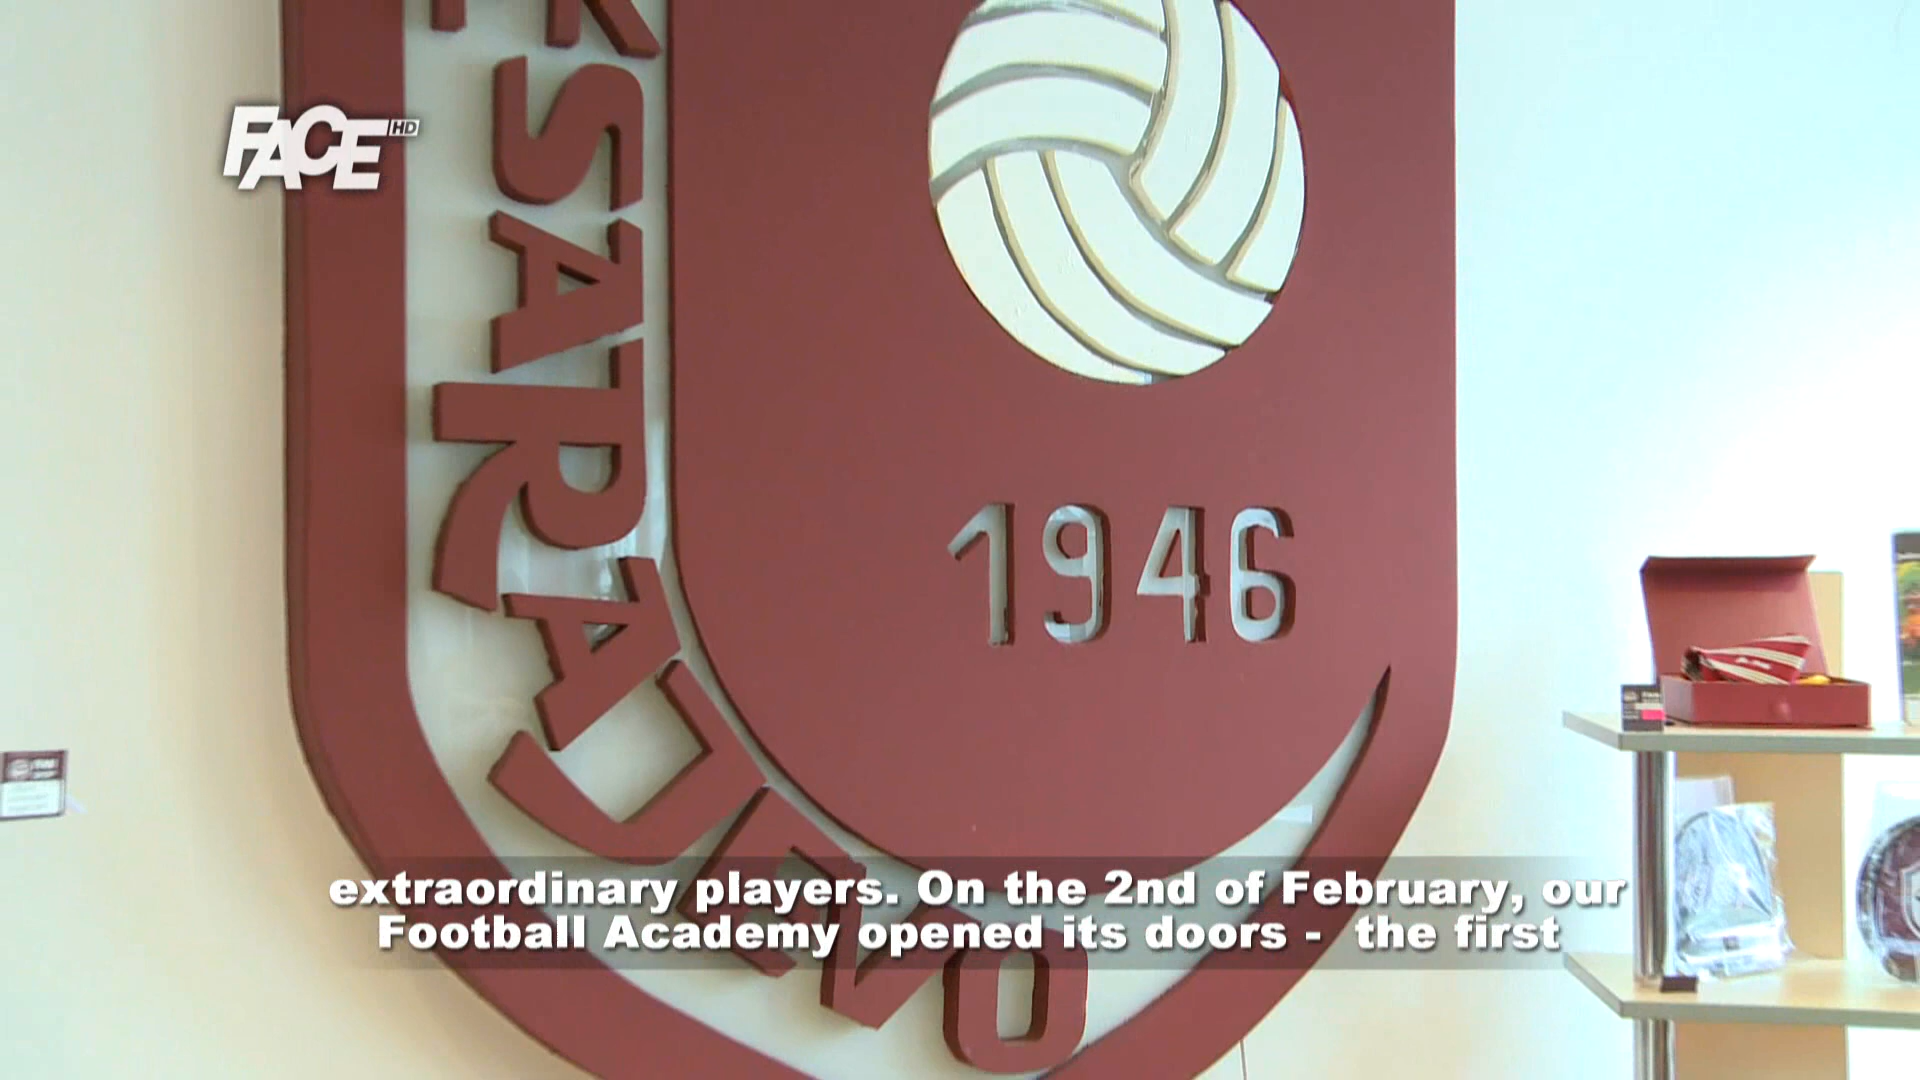 FACE HD
FK SARAJEVO
1946
extraordinary players. On the 2nd of February, our
Football Academy opened its doors - the first